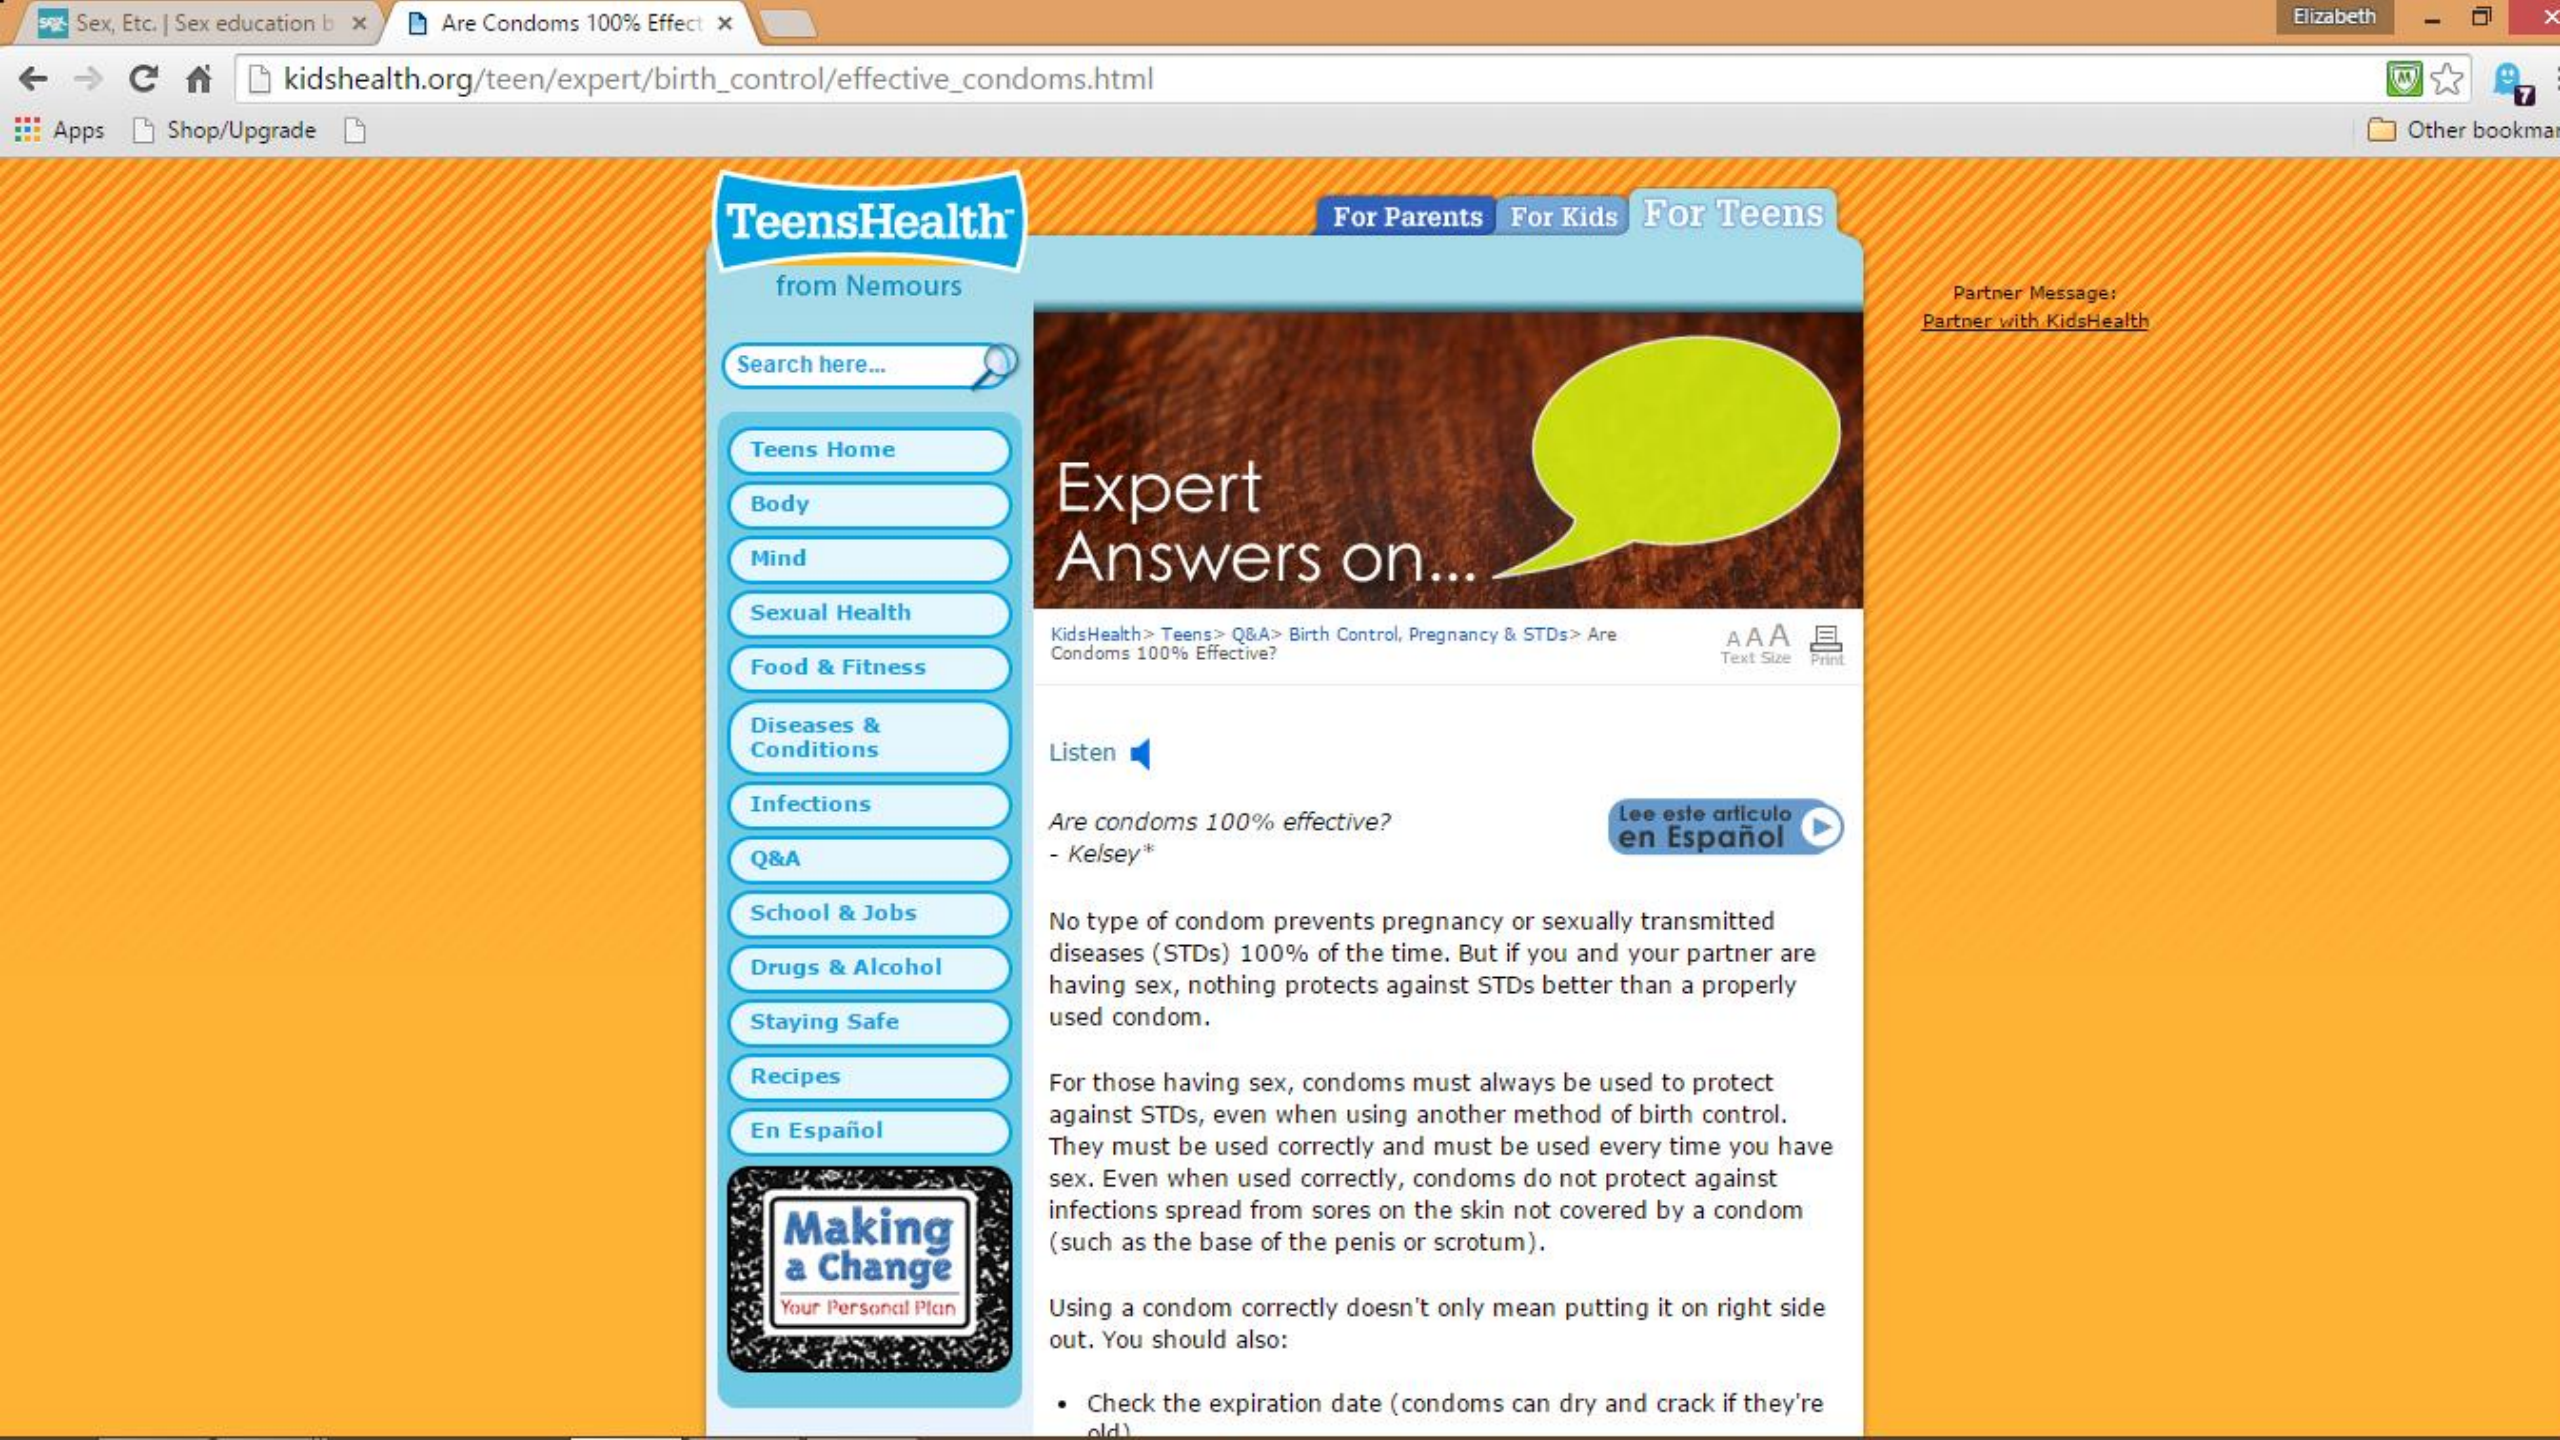 Sex, Etc. | Sex education b
Are Condoms 100% Effect
Elizabeth
kidshealth.org/teen/expert/birth_control/effective_condoms.html
7
Apps
Shop/Upgrade
Other bookmar
TeensHealth
from Nemours
For Parents
For Kids
For Teens
Partner Message:
Partner with KidsHealth
Search here...
Teens Home
Body
Mind
Sexual Health
Food & Fitness
Diseases &
Conditions
Infections
Q&A
School & Jobs
Drugs & Alcohol
Staying Safe
Recipes
En Español
Making
a Change
Your Personal Plan
Expert
Answers on...
KidsHealth> Teens> Q&A> Birth Control, Pregnancy & STDs> Are
Condoms 100% Effective?
A A A
Text Size
Print
Listen
Are condoms 100% effective?
- Kelsey*
Lee este articulo
en Español
No type of condom prevents pregnancy or sexually transmitted
diseases (STDs) 100% of the time. But if you and your partner are
having sex, nothing protects against STDs better than a properly
used condom.
For those having sex, condoms must always be used to protect
against STDs, even when using another method of birth control.
They must be used correctly and must be used every time you have
sex. Even when used correctly, condoms do not protect against
infections spread from sores on the skin not covered by a condom
(such as the base of the penis or scrotum).
Using a condom correctly doesn't only mean putting it on right side
out. You should also:
• Check the expiration date (condoms can dry and crack if they're
old)